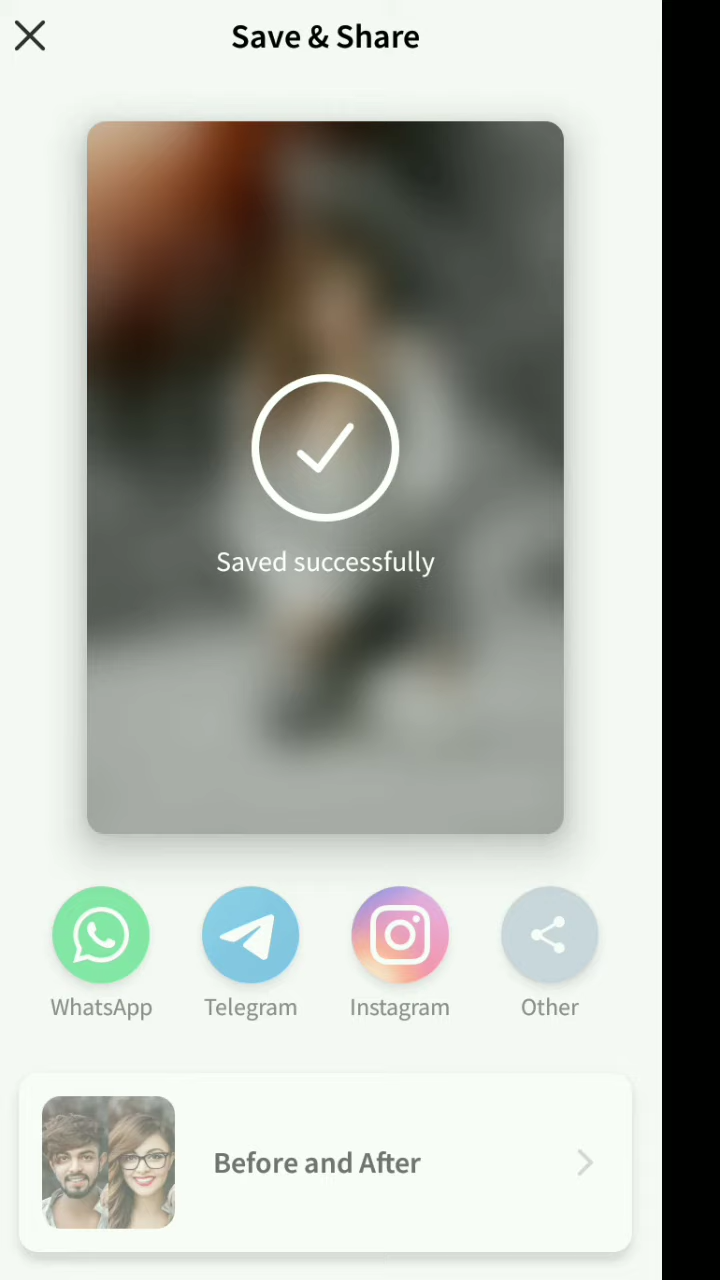 Save & Share
Saved successfully
WhatsApp
Telegram
Instagram
Other
Before and After